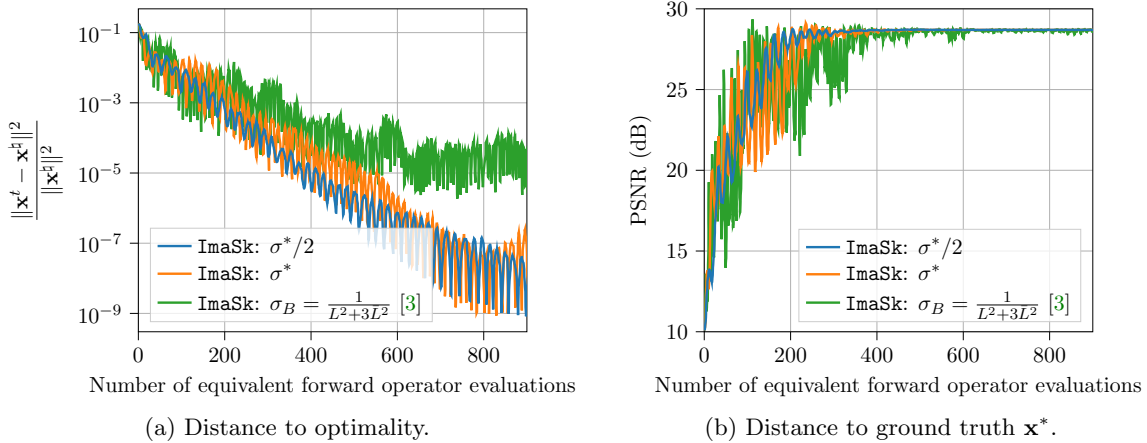 10⁻¹
10⁻³
10⁻⁵
10⁻⁷
10⁻⁹
‖𝐱ᵗ − 𝐱♮‖²
‖𝐱♮‖²
ImaSk: σ*/2
ImaSk: σ*
ImaSk: σ_B = 1/(L²+3L̄²) [3]
0 200 400 600 800
Number of equivalent forward operator evaluations
(a) Distance to optimality.
30
25
20
15
10
PSNR (dB)
ImaSk: σ*/2
ImaSk: σ*
ImaSk: σ_B = 1/(L²+3L̄²) [3]
0 200 400 600 800
Number of equivalent forward operator evaluations
(b) Distance to ground truth 𝐱*.